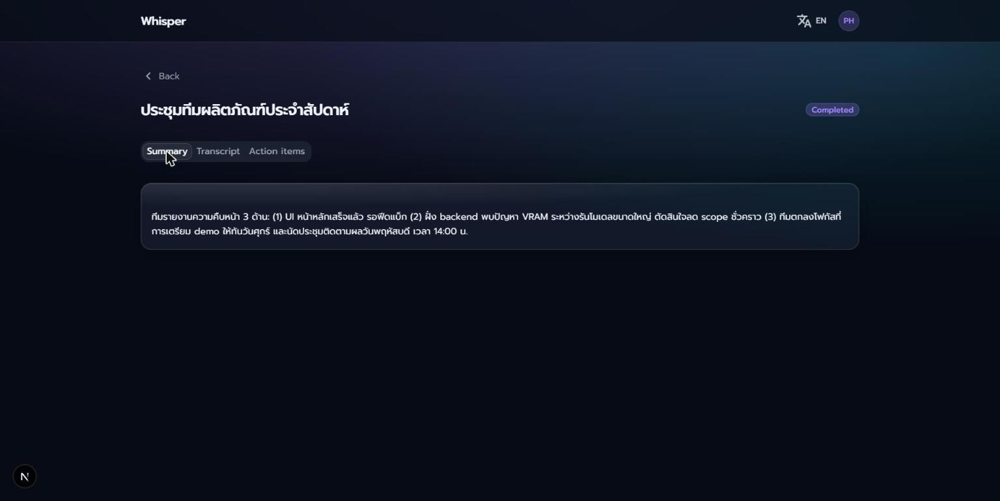 Whisper
EN
PH
Back
ประชุมทีมผลิตภัณฑ์ประจำสัปดาห์
Completed
Summary Transcript Action items
ทีมรายงานความคืบหน้า 3 ด้าน: (1) UI หน้าหลักเสร็จแล้ว รอฟีดแบ็ก (2) ฝั่ง backend พบปัญหา VRAM ระหว่างรันโมเดลขนาดใหญ่ ตัดสินใจลด scope ชั่วคราว (3) ทีมตกลงโฟกัสที่
การเตรียม demo ให้ทันวันศุกร์ และนัดประชุมติดตามผลวันพฤหัสบดี เวลา 14:00 น.
N